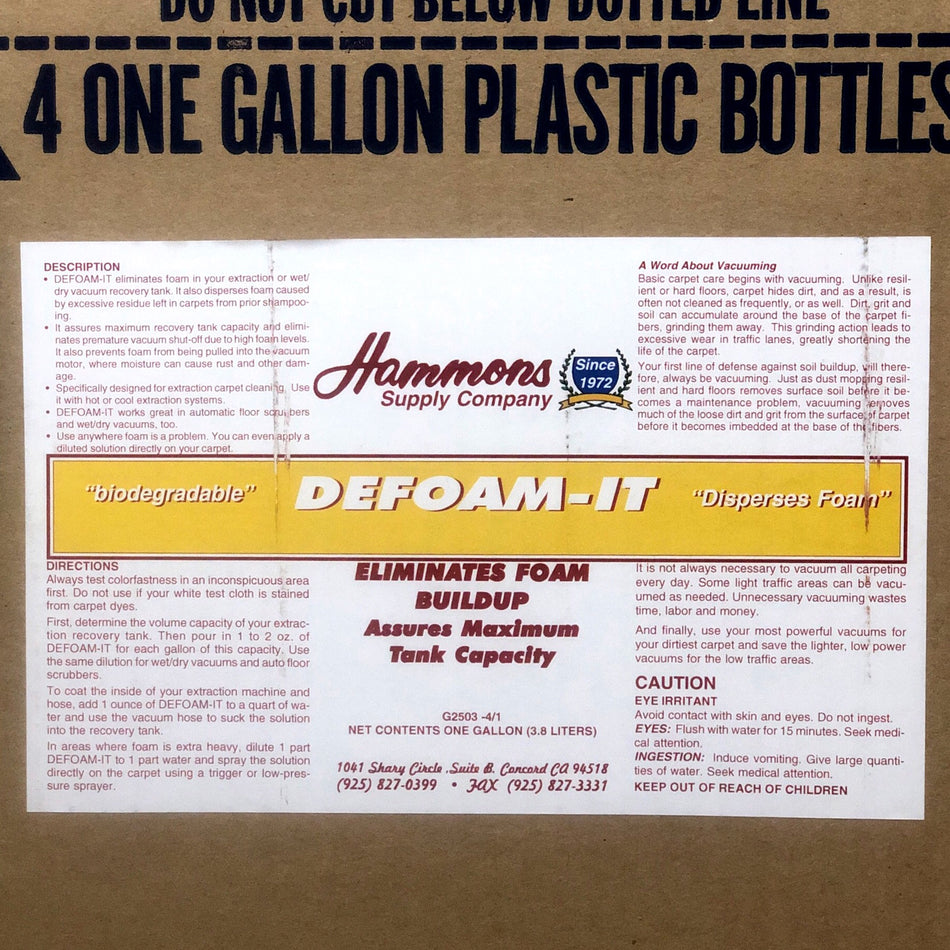 DO NOT CUT BELOW DOTTED LINE
4 ONE GALLON PLASTIC BOTTLES
DESCRIPTION
• DEFOAM-IT eliminates foam in your extraction or wet/
dry vacuum recovery tank. It also disperses foam caused
by excessive residue left in carpets from prior shampoo-
ing.
• It assures maximum recovery tank capacity and elimi-
nates premature vacuum shut-off due to high foam levels.
It also prevents foam from being pulled into the vacuum
motor, where moisture can cause rust and other dam-
age.
• Specifically designed for extraction carpet cleaning. Use
it with hot or cool extraction systems.
• DEFOAM-IT works great in automatic floor scrubbers
and wet/dry vacuums, too.
• Use anywhere foam is a problem. You can even apply a
diluted solution directly on your carpet.
Hammons
Supply Company
Since
1972
A Word About Vacuuming
Basic carpet care begins with vacuuming. Unlike resil-
ient or hard floors, carpet hides dirt, and as a result, is
often not cleaned as frequently, or as well. Dirt, grit and
soil can accumulate around the base of the carpet fi-
bers, grinding them away. This grinding action leads to
excessive wear in traffic lanes, greatly shortening the
life of the carpet.
Your first line of defense against soil buildup, will there-
fore, always be vacuuming. Just as dust mopping resil-
ient and hard floors removes surface soil before it be-
comes a maintenance problem, vacuuming removes
much of the loose dirt and grit from the surface of carpet
before it becomes imbedded at the base of the fibers.
"biodegradable"
DEFOAM-IT
"Disperses Foam"
DIRECTIONS
Always test colorfastness in an inconspicuous area
first. Do not use if your white test cloth is stained
from carpet dyes.
First, determine the volume capacity of your extrac-
tion recovery tank. Then pour in 1 to 2 oz. of
DEFOAM-IT for each gallon of this capacity. Use
the same dilution for wet/dry vacuums and auto floor
scrubbers.
To coat the inside of your extraction machine and
hose, add 1 ounce of DEFOAM-IT to a quart of wa-
ter and use the vacuum hose to suck the solution
into the recovery tank.
In areas where foam is extra heavy, dilute 1 part
DEFOAM-IT to 1 part water and spray the solution
directly on the carpet using a trigger or low-pres-
sure sprayer.
ELIMINATES FOAM
BUILDUP
Assures Maximum
Tank Capacity
G2503 -4/1
NET CONTENTS ONE GALLON (3.8 LITERS)
1041 Shary Circle ,Suite B. Concord CA 94518
(925) 827-0399 • FAX (925) 827-3331
It is not always necessary to vacuum all carpeting
every day. Some light traffic areas can be vacu-
umed as needed. Unnecessary vacuuming wastes
time, labor and money.
And finally, use your most powerful vacuums for
your dirtiest carpet and save the lighter, low power
vacuums for the low traffic areas.
CAUTION
EYE IRRITANT
Avoid contact with skin and eyes. Do not ingest.
EYES: Flush with water for 15 minutes. Seek medi-
cal attention.
INGESTION: Induce vomiting. Give large quanti-
ties of water. Seek medical attention.
KEEP OUT OF REACH OF CHILDREN